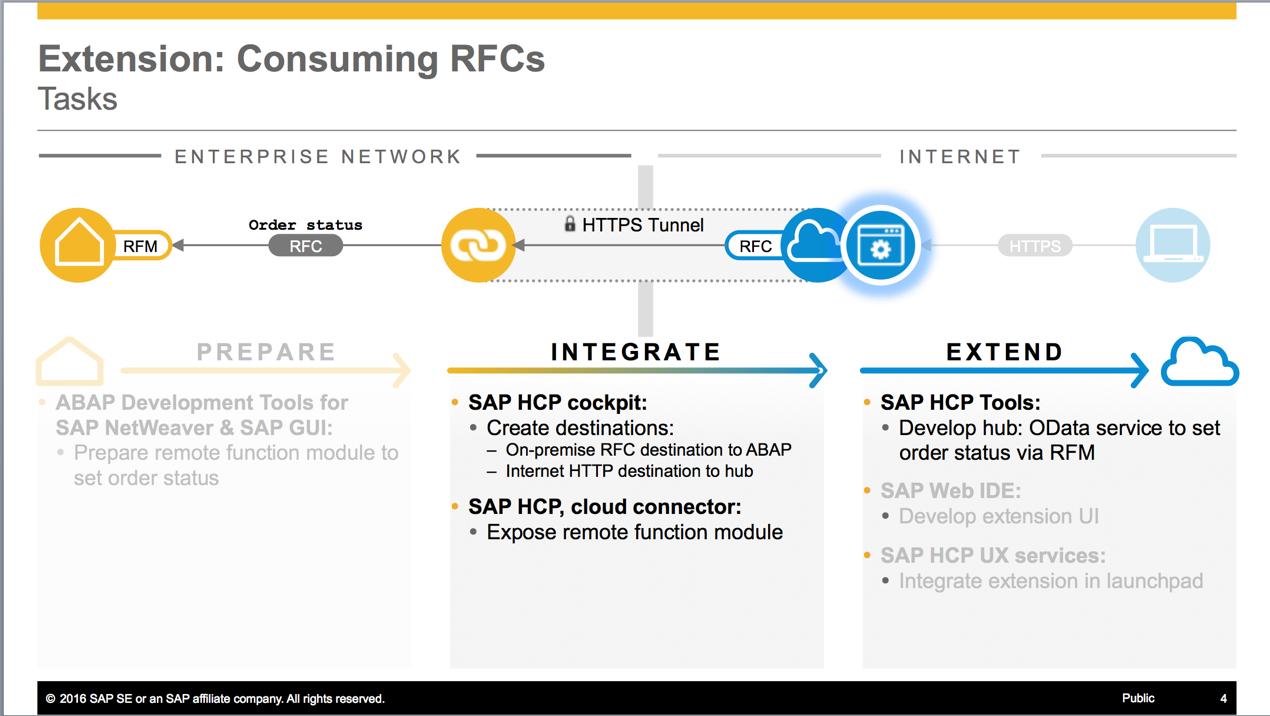 Extension: Consuming RFCs
Tasks
ENTERPRISE NETWORK
INTERNET
Order status
HTTPS Tunnel
RFM
RFC
RFC
HTTPS
PREPARE
• ABAP Development Tools for
SAP NetWeaver & SAP GUI:
• Prepare remote function module to
set order status
INTEGRATE
• SAP HCP cockpit:
• Create destinations:
– On-premise RFC destination to ABAP
– Internet HTTP destination to hub
• SAP HCP, cloud connector:
• Expose remote function module
EXTEND
• SAP HCP Tools:
• Develop hub: OData service to set
order status via RFM
• SAP Web IDE:
• Develop extension UI
• SAP HCP UX services:
• Integrate extension in launchpad
© 2016 SAP SE or an SAP affiliate company. All rights reserved.
Public
4